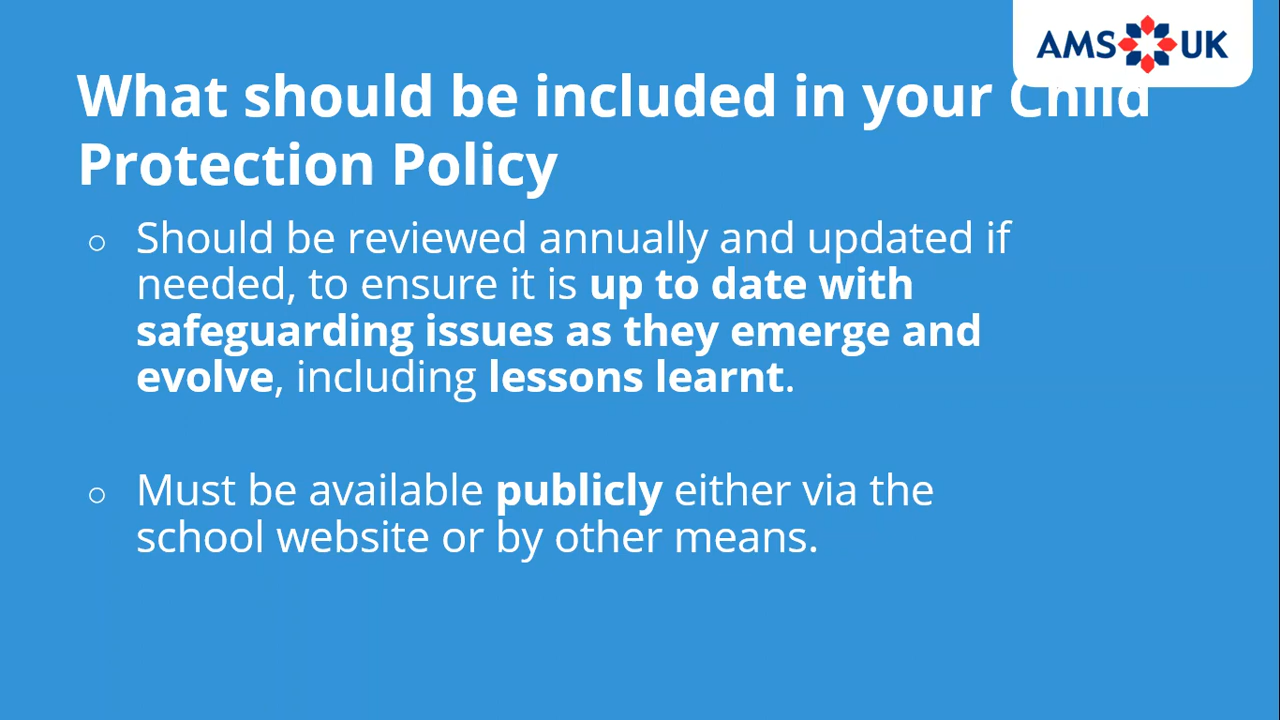 AMS UK
What should be included in your Child
Protection Policy
○ Should be reviewed annually and updated if
needed, to ensure it is up to date with
safeguarding issues as they emerge and
evolve, including lessons learnt.
○ Must be available publicly either via the
school website or by other means.